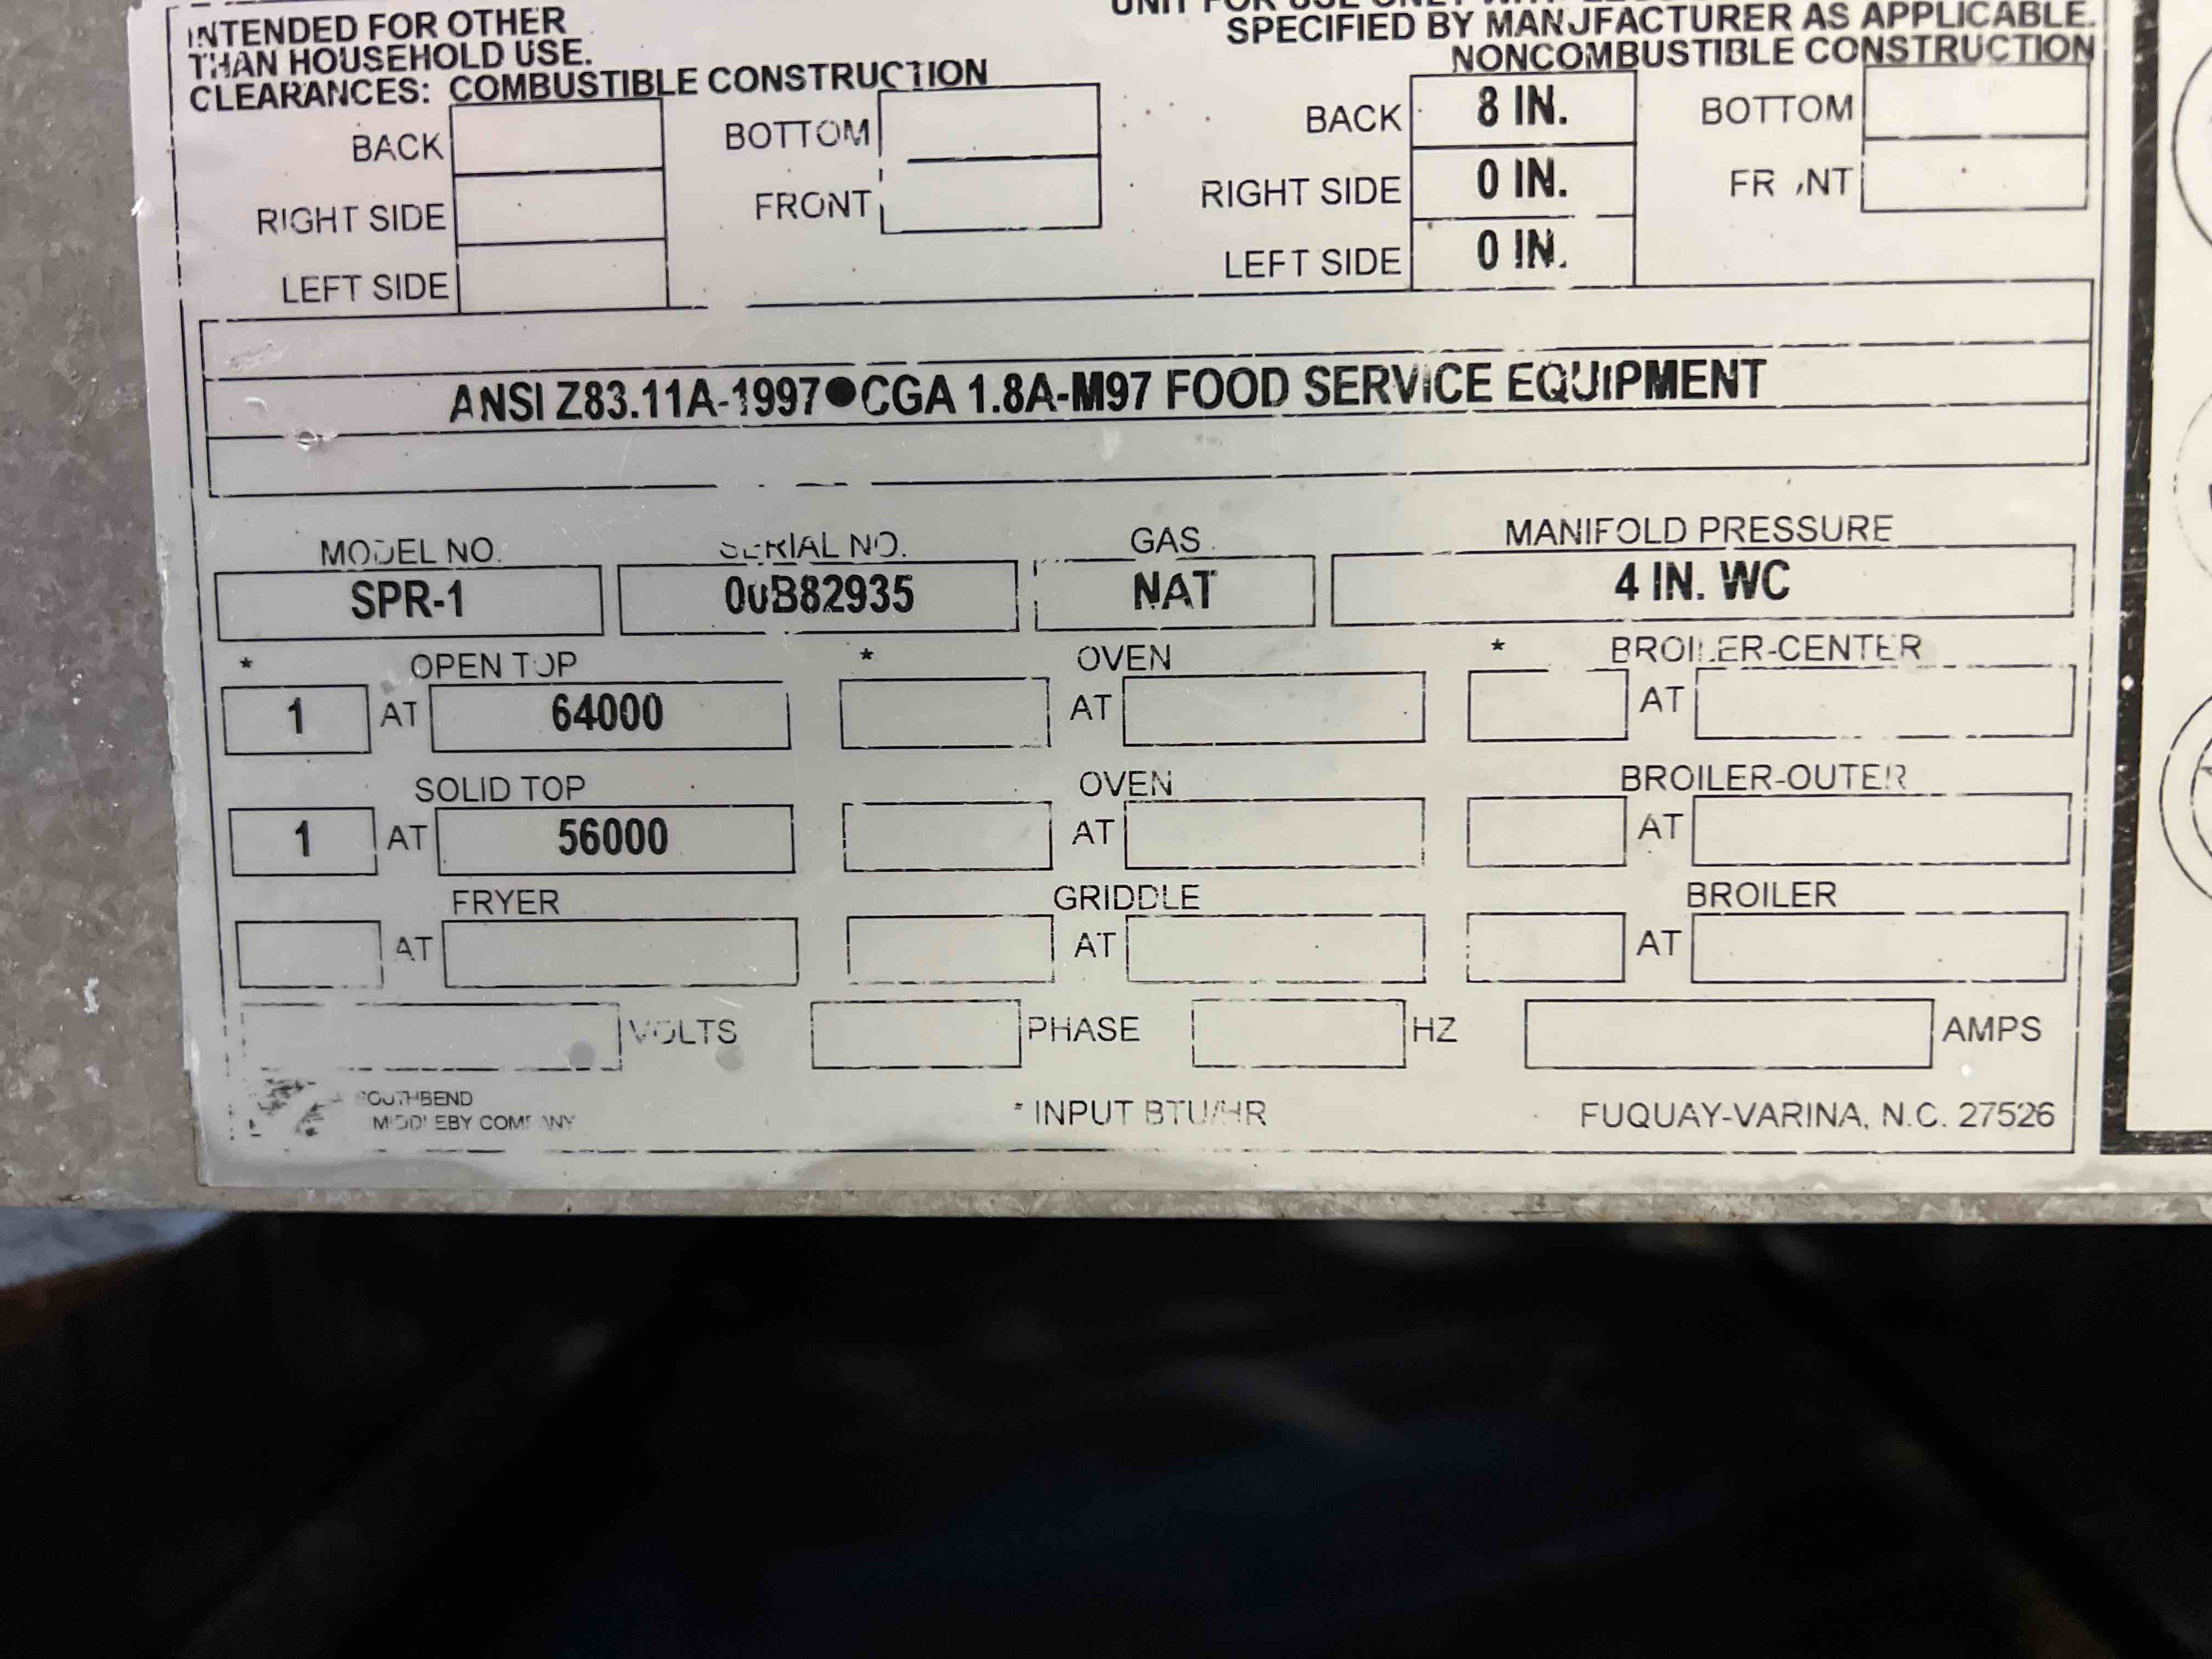 INTENDED FOR OTHER
THAN HOUSEHOLD USE.
SPECIFIED BY MANUFACTURER AS APPLICABLE.
CLEARANCES: COMBUSTIBLE CONSTRUCTION
NONCOMBUSTIBLE CONSTRUCTION
BACK BOTTOM BACK 8 IN. BOTTOM
RIGHT SIDE FRONT RIGHT SIDE 0 IN. FRONT
LEFT SIDE LEFT SIDE 0 IN.
ANSI Z83.11A-1997●CGA 1.8A-M97 FOOD SERVICE EQUIPMENT
MODEL NO. SERIAL NO. GAS MANIFOLD PRESSURE
SPR-1 00B82935 NAT 4 IN. WC
* OPEN TOP * OVEN * BROILER-CENTER
1 AT 64000 AT AT
SOLID TOP OVEN BROILER-OUTER
1 AT 56000 AT AT
FRYER GRIDDLE BROILER
AT AT AT
VOLTS PHASE HZ AMPS
SOUTHBEND
MIDDLEBY COMPANY * INPUT BTU/HR FUQUAY-VARINA, N.C. 27526